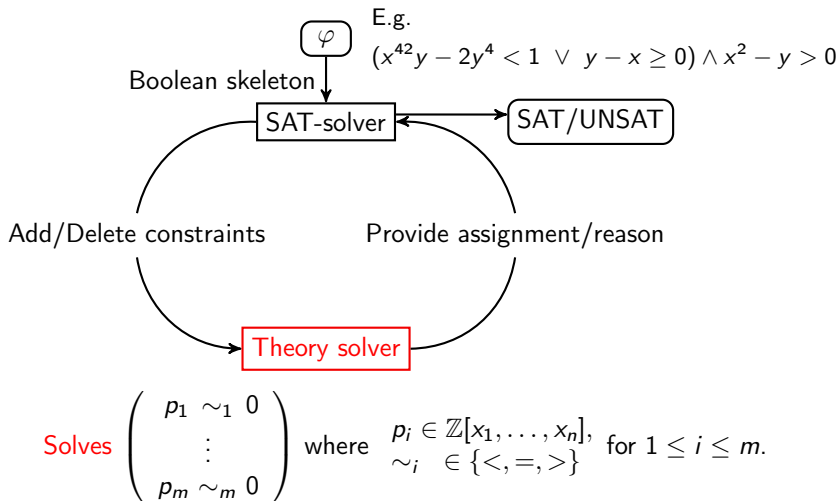 E.g.
φ
(x⁴²y − 2y⁴ < 1 ∨ y − x ≥ 0) ∧ x² − y > 0
Boolean skeleton
SAT-solver
SAT/UNSAT
Add/Delete constraints
Provide assignment/reason
Theory solver
Solves ( p₁ ∼₁ 0 ⋮ pₘ ∼ₘ 0 ) where pᵢ ∈ ℤ[x₁, . . . , xₙ], ∼ᵢ ∈ {<, =, >} for 1 ≤ i ≤ m.